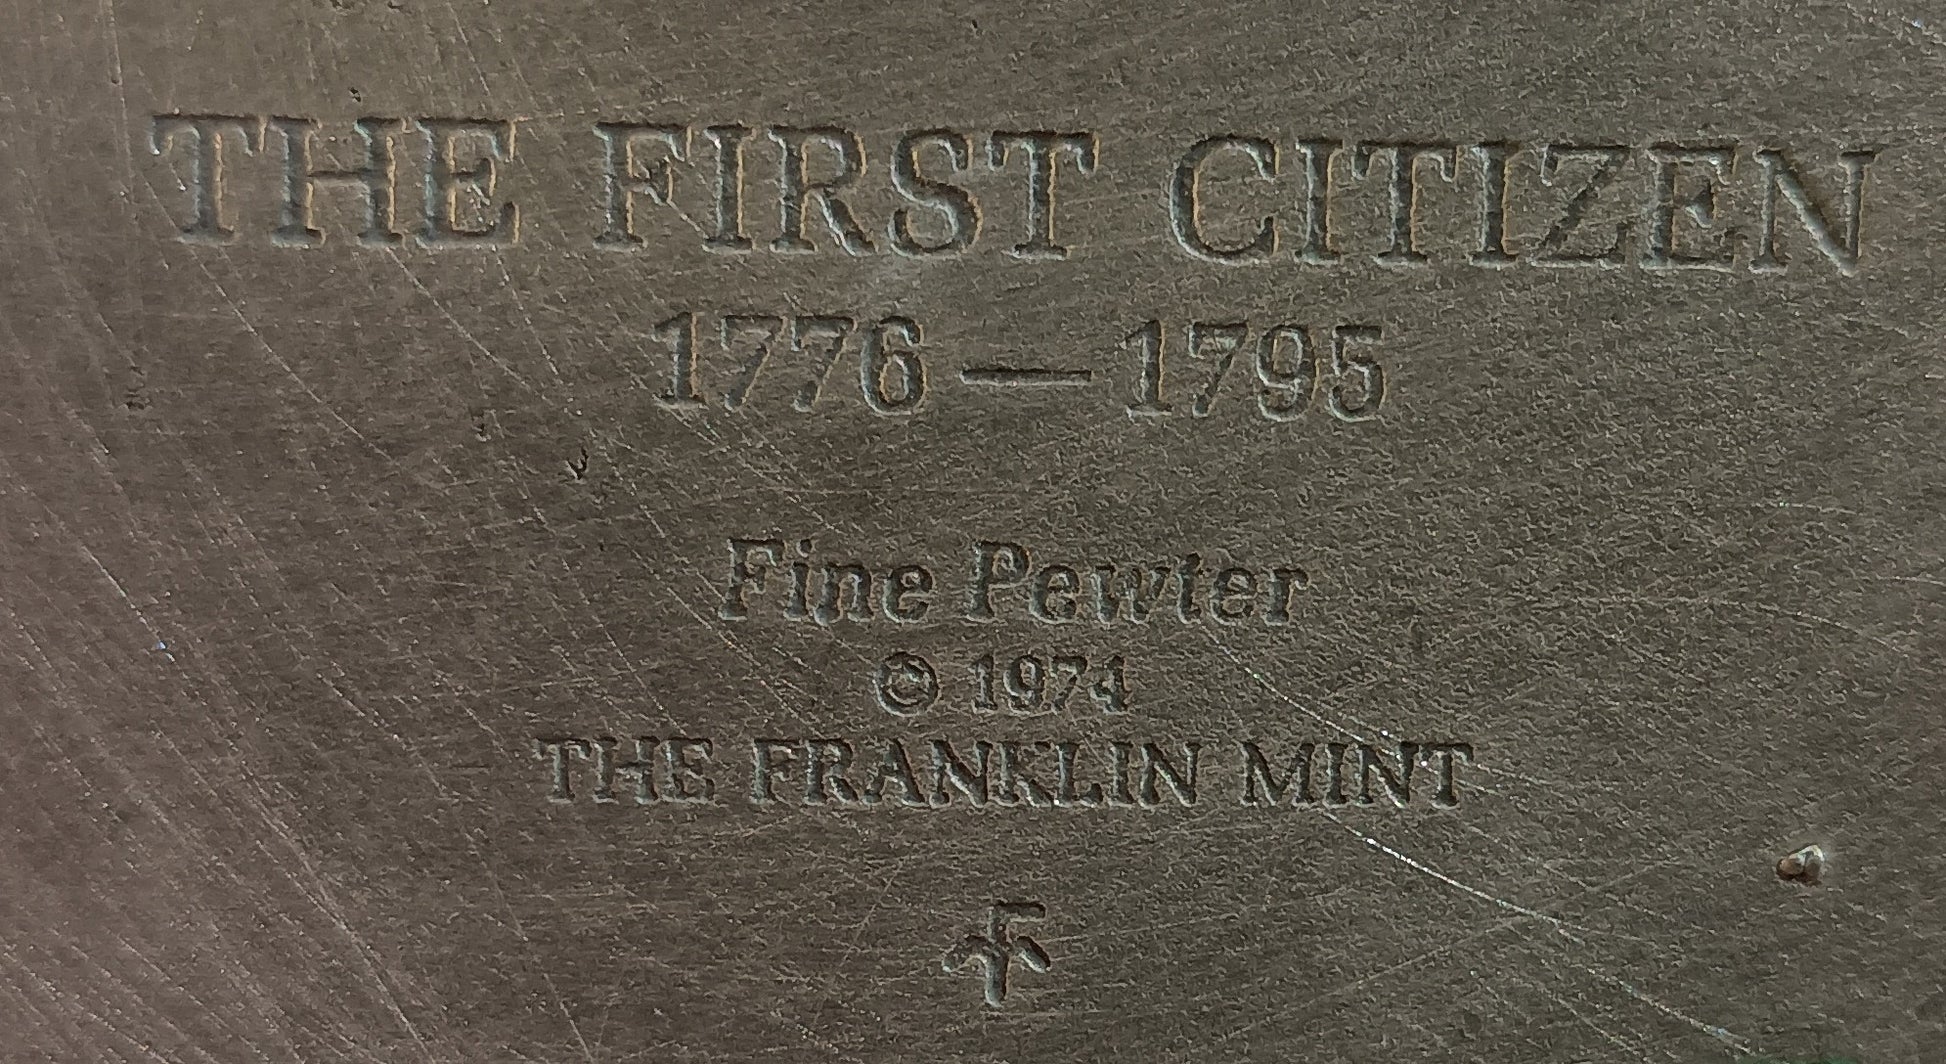 THE FIRST CITIZEN
1776 — 1795
Fine Pewter
© 1974
THE FRANKLIN MINT